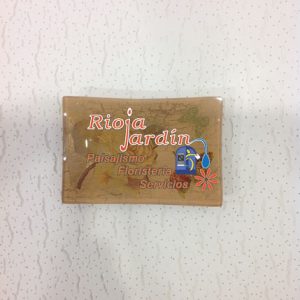 Rioja
Jardín
Paisajismo
Floristería
Servicios